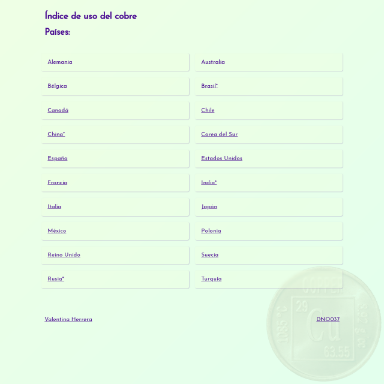 Índice de uso del cobre
Países:
Alemania
Australia
Bélgica
Brasil*
Canadá
Chile
China*
Corea del Sur
España
Estados Unidos
Francia
India*
Italia
Japón
México
Polonia
Reino Unido
Suecia
Rusia*
Turquía
Valentina Herrera
DNO037